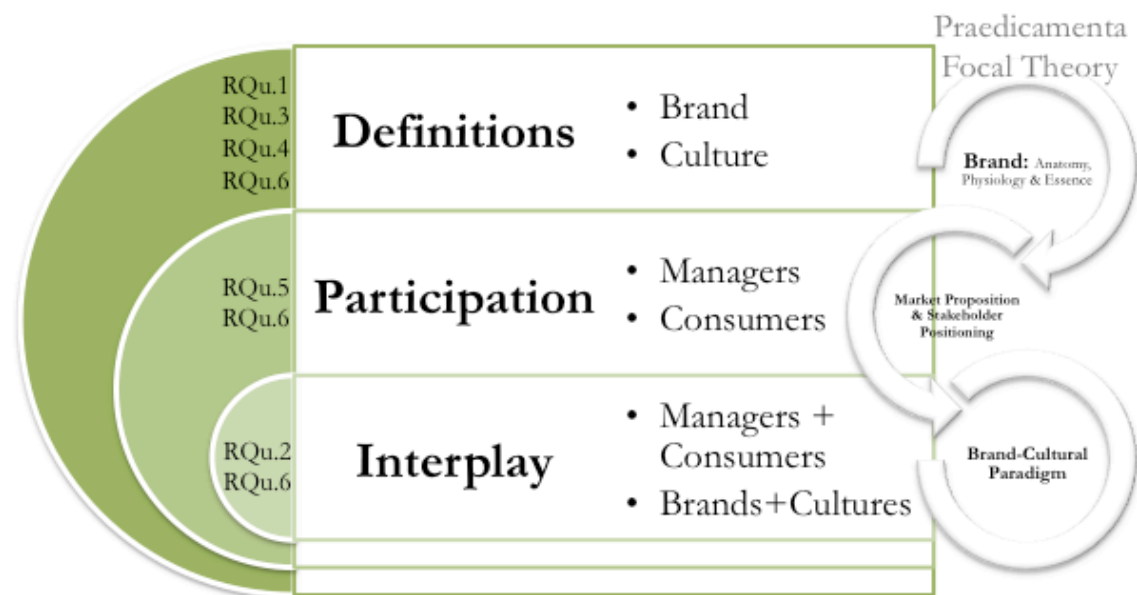 Praedicamenta
Focal Theory
RQu.1
RQu.3
RQu.4
RQu.6
Definitions
• Brand
• Culture
Brand: Anatomy,
Physiology & Essence
RQu.5
RQu.6
Participation
• Managers
• Consumers
Market Proposition
& Stakeholder
Positioning
RQu.2
RQu.6
Interplay
• Managers +
Consumers
• Brands+Cultures
Brand-Cultural
Paradigm